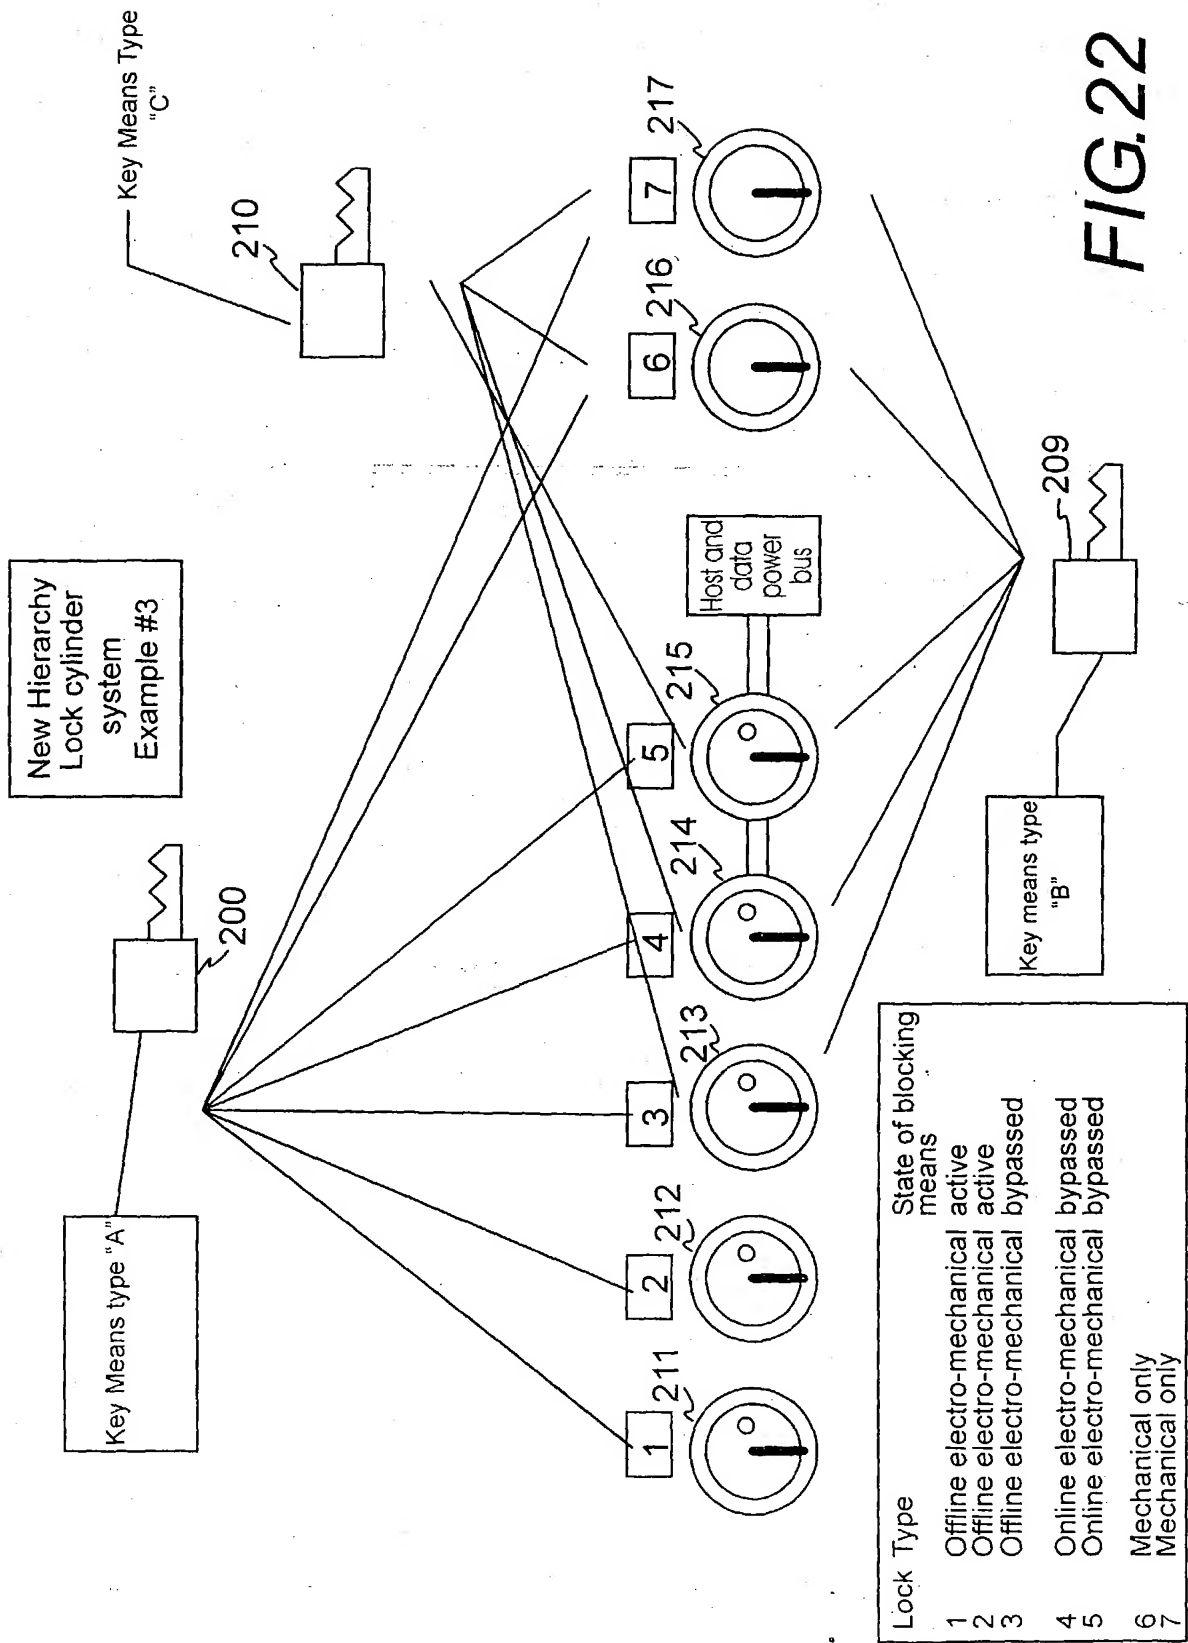 New Hierarchy
Lock cylinder
system
Example #3
Key Means type "A"
200
Key Means Type
"C"
210
1
2
3
4
5
6
7
211
212
213
214
215
216
217
Host and
data
power
bus
Key means type
"B"
209
Lock Type State of blocking
means
1 Offline electro-mechanical active
2 Offline electro-mechanical active
3 Offline electro-mechanical bypassed
4 Online electro-mechanical bypassed
5 Online electro-mechanical bypassed
6 Mechanical only
7 Mechanical only
FIG.22